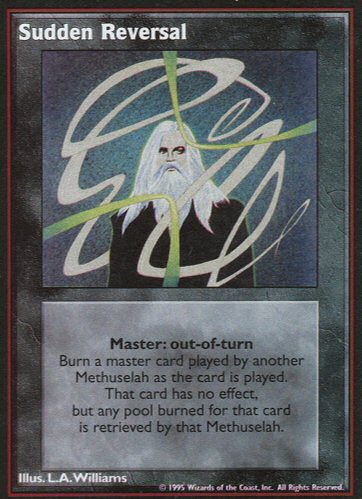 Sudden Reversal
Master: out-of-turn
Burn a master card played by another
Methuselah as the card is played.
That card has no effect,
but any pool burned for that card
is retrieved by that Methuselah.
Illus. L.A. Williams
© 1995 Wizards of the Coast, Inc. All Rights Reserved.